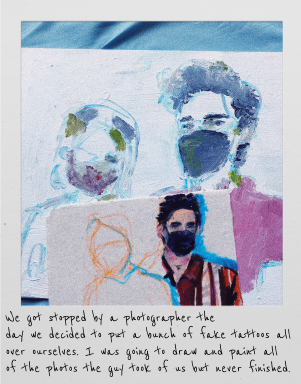 We got stopped by a photographer the
day we decided to put a bunch of fake tattoos all
over ourselves. I was going to draw and paint all
of the photos the guy took of us but never finished.